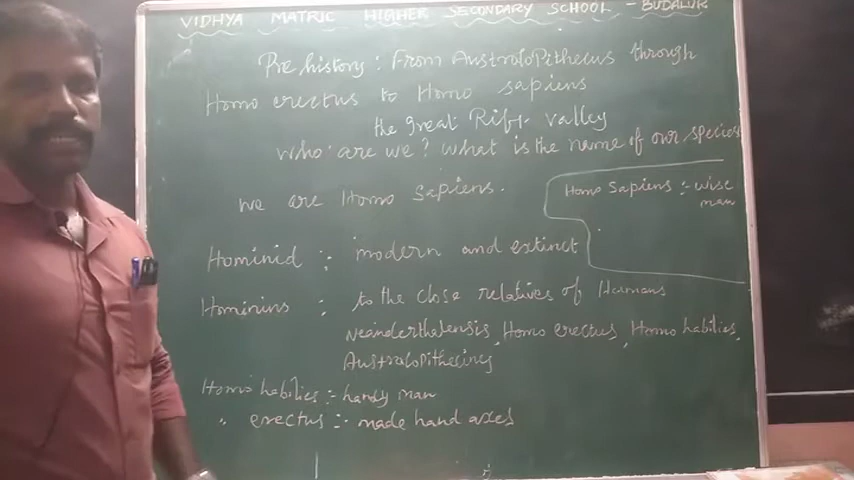 VIDHYA MATRIC HIGHER SECONDARY SCHOOL - BUDALUR
Pre history : From Australopithecus through
Homo erectus to Homo sapiens
the great Rift valley
Who are we? What is the name of our species
we are Homo Sapiens.
Homo Sapiens :- wise
man
Hominid : modern and extinct
Hominins : to the close relatives of Humans
Neanderthalensis, Homo erectus, Homo habilies,
Australopithecines
Homo habilies :- handy man
" erectus :- made hand axes